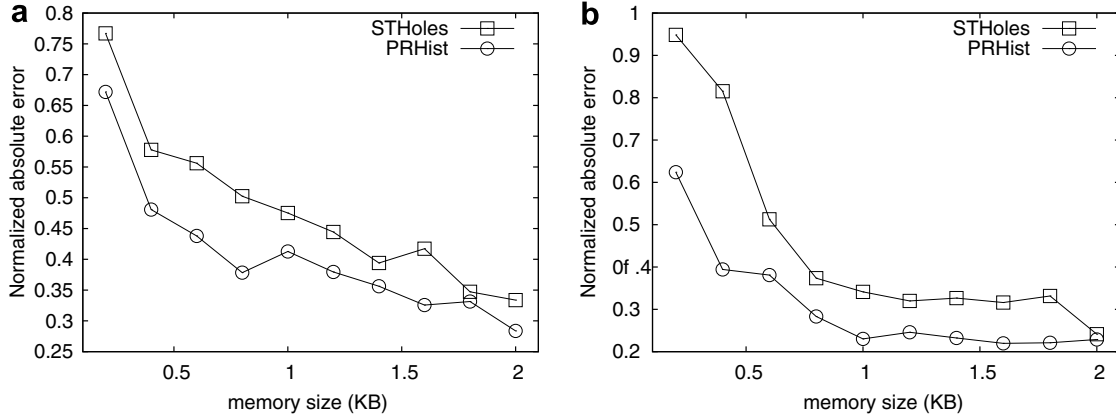 a
STHoles
PRHist
Normalized absolute error
0.75
0.8
0.7
0.65
0.6
0.55
0.5
0.45
0.4
0.35
0.3
0.25
0.5
1
1.5
2
memory size (KB)
b
STHoles
PRHist
Normalized absolute error
1
0.9
0.8
0.7
0.6
0.5
0f .4
0.3
0.2
0.5
1
1.5
2
memory size (KB)